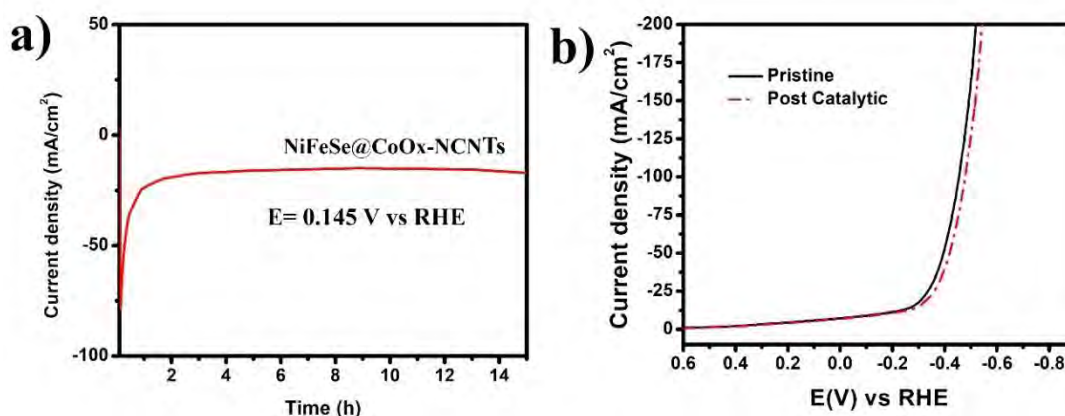 a)
50
0
-50
-100
Current density (mA/cm²)
NiFeSe@CoOx-NCNTs
E= 0.145 V vs RHE
2
4
6
8
10
12
14
Time (h)
b)
-200
-175
-150
-125
-100
-75
-50
-25
0
Current density (mA/cm²)
Pristine
Post Catalytic
0.6
0.4
0.2
0.0
-0.2
-0.4
-0.6
-0.8
E(V) vs RHE